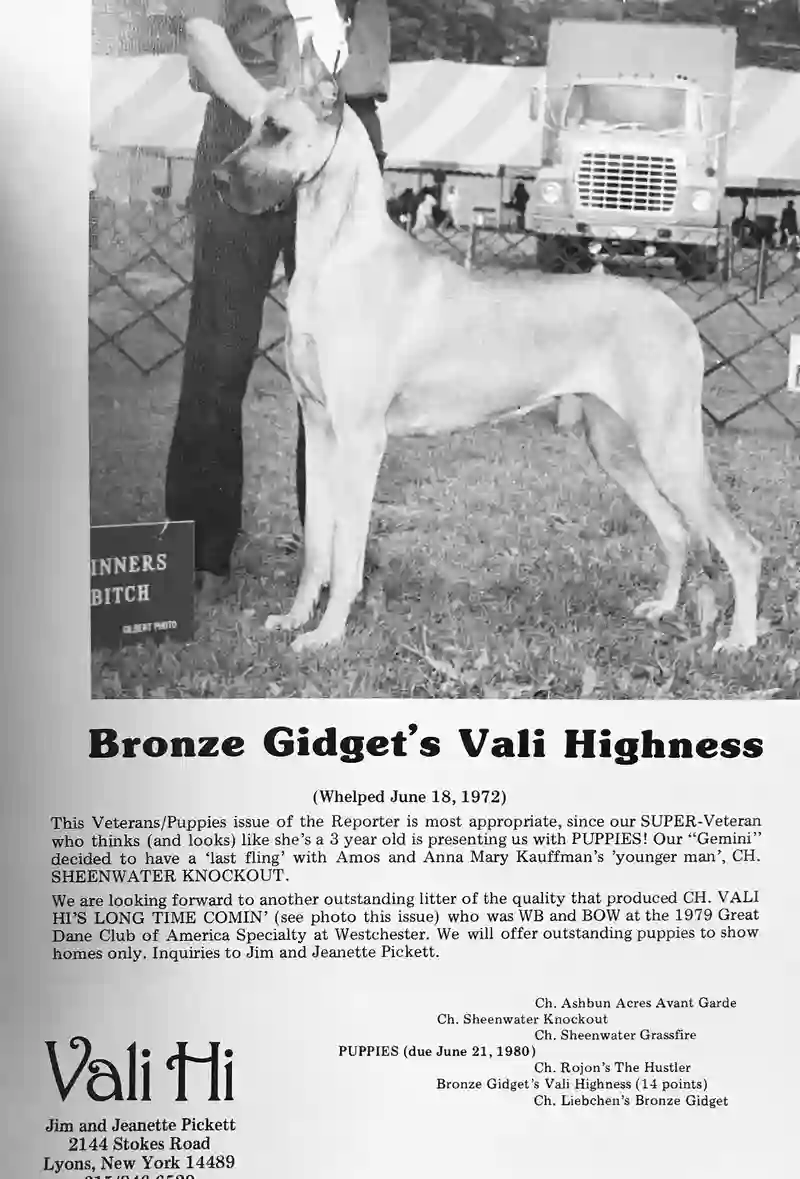 INNERS
BITCH
GILBERT PHOTO
Bronze Gidget's Vali Highness
(Whelped June 18, 1972)
This Veterans/Puppies issue of the Reporter is most appropriate, since our SUPER-Veteran
who thinks (and looks) like she's a 3 year old is presenting us with PUPPIES! Our “Gemini”
decided to have a ‘last fling’ with Amos and Anna Mary Kauffman's ’younger man’, CH.
SHEENWATER KNOCKOUT.
We are looking forward to another outstanding litter of the quality that produced CH. VALI
HI'S LONG TIME COMIN’ (see photo this issue) who was WB and BOW at the 1979 Great
Dane Club of America Specialty at Westchester. We will offer outstanding puppies to show
homes only. Inquiries to Jim and Jeanette Pickett.
Ch. Ashbun Acres Avant Garde
Ch. Sheenwater Knockout
Ch. Sheenwater Grassfire
PUPPIES (due June 21, 1980)
Ch. Rojon's The Hustler
Bronze Gidget's Vali Highness (14 points)
Ch. Liebchen's Bronze Gidget
Vali Hi
Jim and Jeanette Pickett
2144 Stokes Road
Lyons, New York 14489